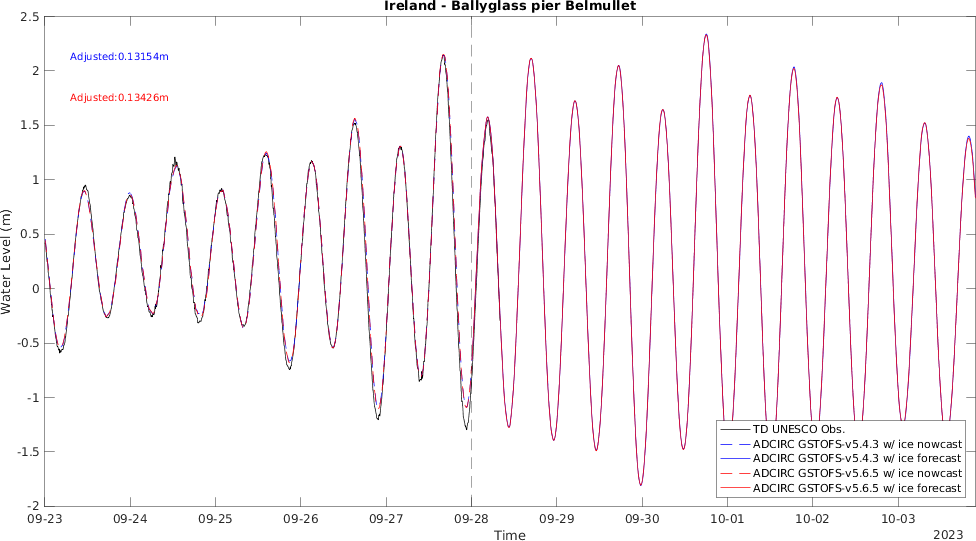 Ireland - Ballyglass pier Belmullet
Adjusted:0.13154m
Adjusted:0.13426m
Water Level (m)
2.5
2
1.5
1
0.5
0
-0.5
-1
-1.5
-2
TD UNESCO Obs.
ADCIRC GSTOFS-v5.4.3 w/ ice nowcast
ADCIRC GSTOFS-v5.4.3 w/ ice forecast
ADCIRC GSTOFS-v5.6.5 w/ ice nowcast
ADCIRC GSTOFS-v5.6.5 w/ ice forecast
09-23 09-24 09-25 09-26 09-27 09-28 09-29 09-30 10-01 10-02 10-03
Time
2023